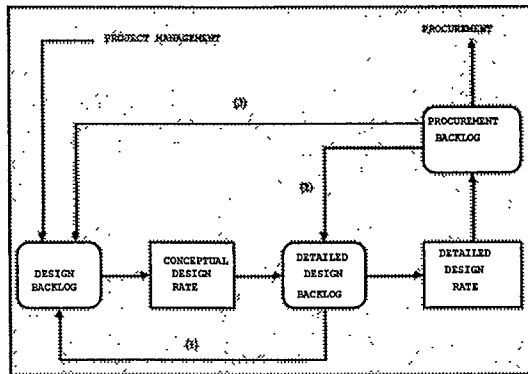 PROJECT MANAGEMENT
PROCUREMENT
(3)
PROCUREMENT
BACKLOG
(2)
DESIGN
BACKLOG
CONCEPTUAL
DESIGN
RATE
DETAILED
DESIGN
BACKLOG
DETAILED
DESIGN
RATE
(1)